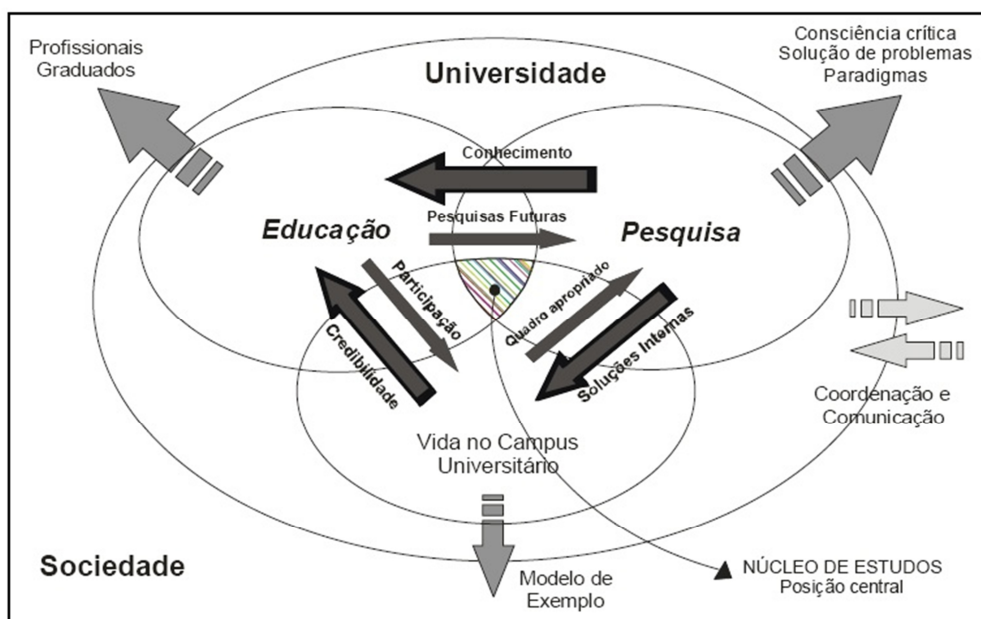 Profissionais
Graduados
Universidade
Consciência crítica
Solução de problemas
Paradigmas
Conhecimento
Pesquisas Futuras
Educação
Pesquisa
Participação
Credibilidade
Quadro apropriado
Soluções Internas
Coordenação e
Comunicação
Vida no Campus
Universitário
Sociedade
Modelo de
Exemplo
NÚCLEO DE ESTUDOS
Posição central